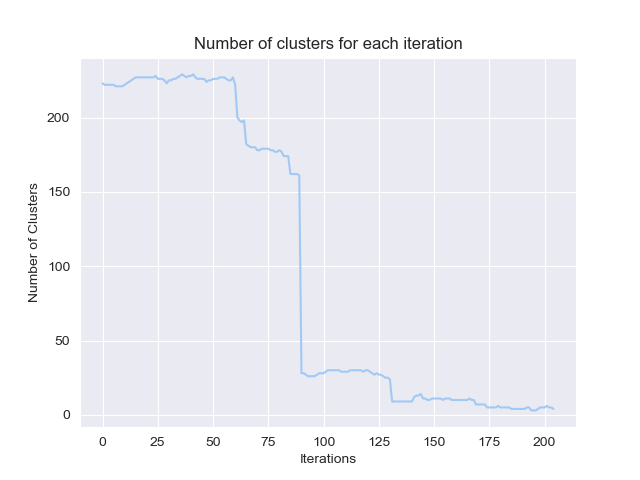 Number of clusters for each iteration
Number of Clusters
200
150
100
50
0
0 25 50 75 100 125 150 175 200
Iterations